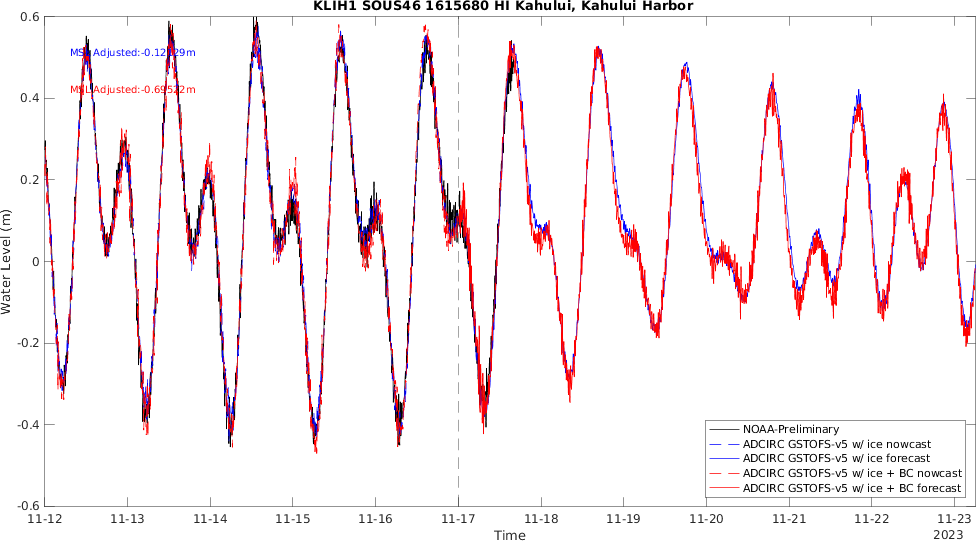 KLIH1 SOUS46 1615680 HI Kahului, Kahului Harbor
0.6
MSL Adjusted:-0.12029m
MSL Adjusted:-0.69522m
0.4
0.2
0
-0.2
-0.4
-0.6
Water Level (m)
NOAA-Preliminary
ADCIRC GSTOFS-v5 w/ ice nowcast
ADCIRC GSTOFS-v5 w/ ice forecast
ADCIRC GSTOFS-v5 w/ ice + BC nowcast
ADCIRC GSTOFS-v5 w/ ice + BC forecast
11-12 11-13 11-14 11-15 11-16 11-17 11-18 11-19 11-20 11-21 11-22 11-23
Time
2023